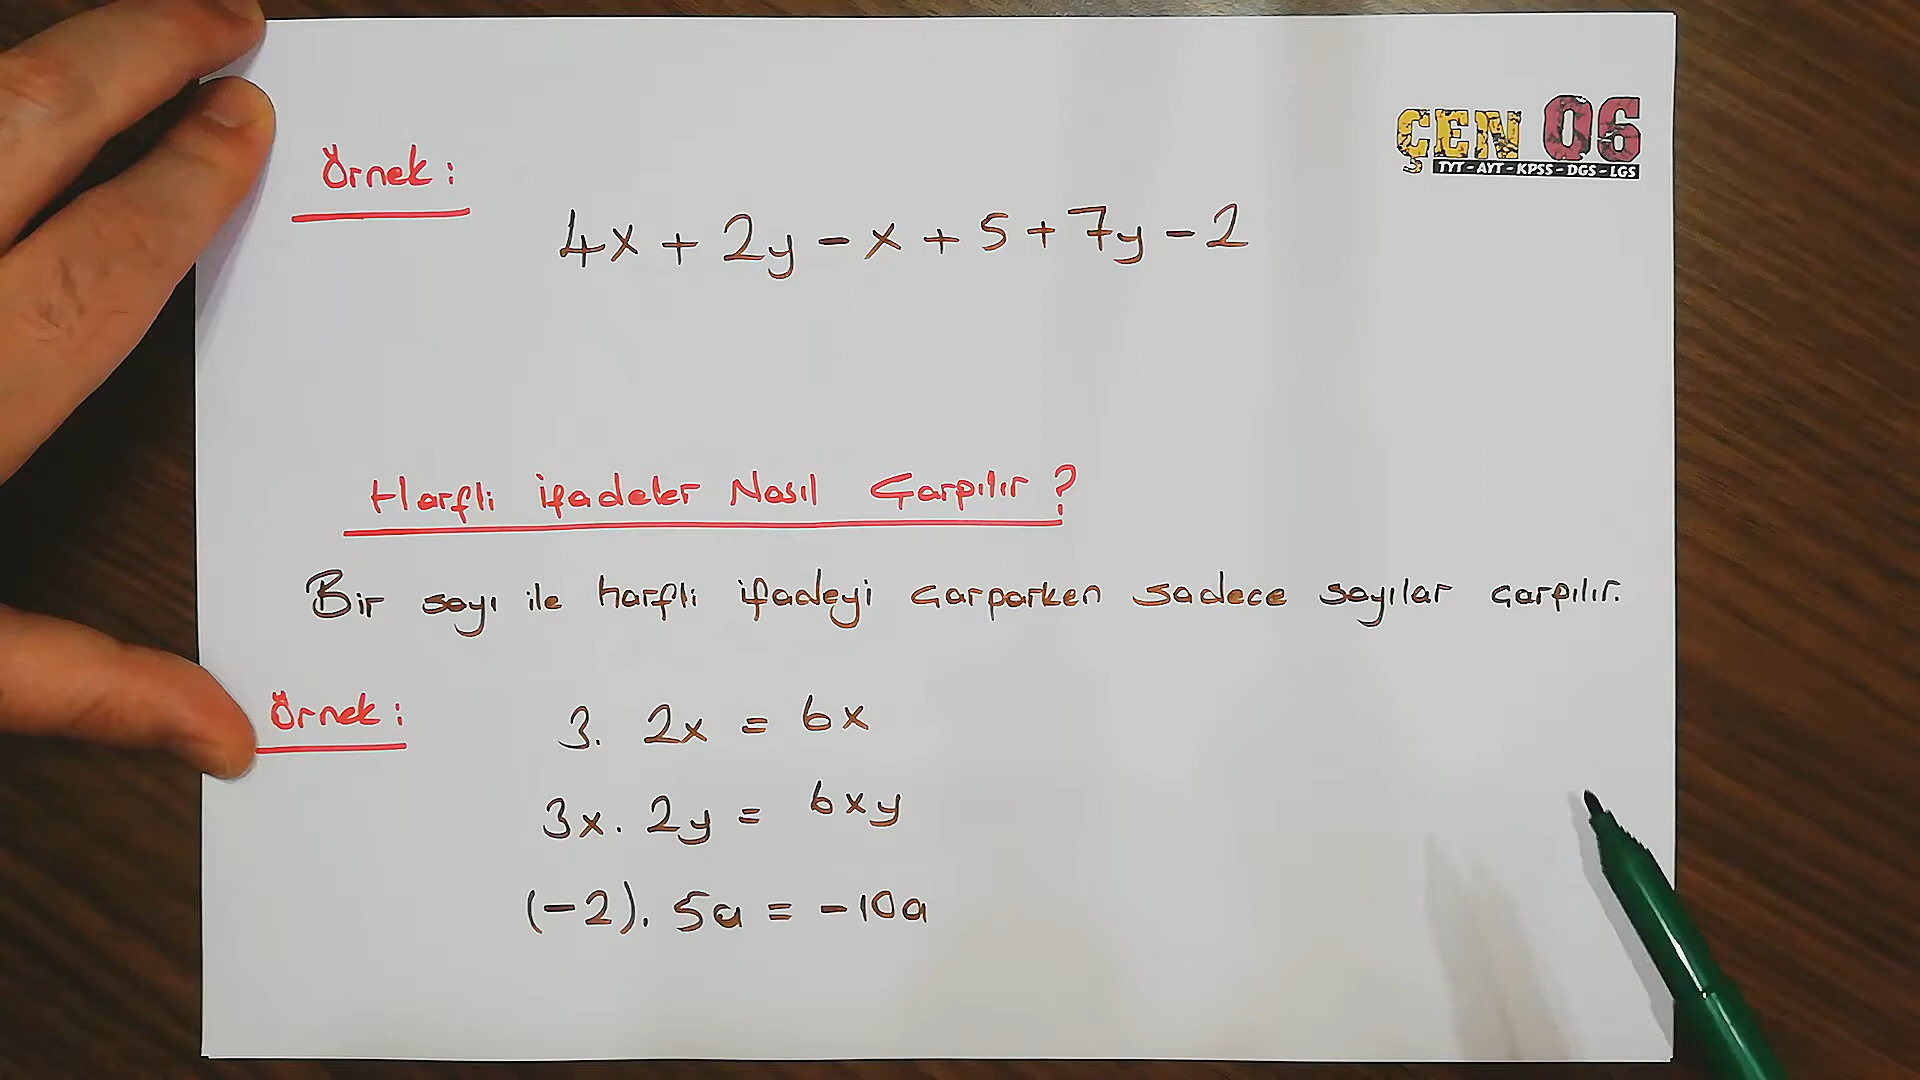 ÇEN 06
TYT - AYT - KPSS - DGS - LGS
Örnek:
4x + 2y - x + 5 + 7y - 2
Harfli ifadeler Nasıl Çarpılır?
Bir sayı ile harfli ifadeyi çarparken sadece sayılar çarpılır.
Örnek:
3. 2x = 6x
3x. 2y = 6xy
(-2). 5a = -10a